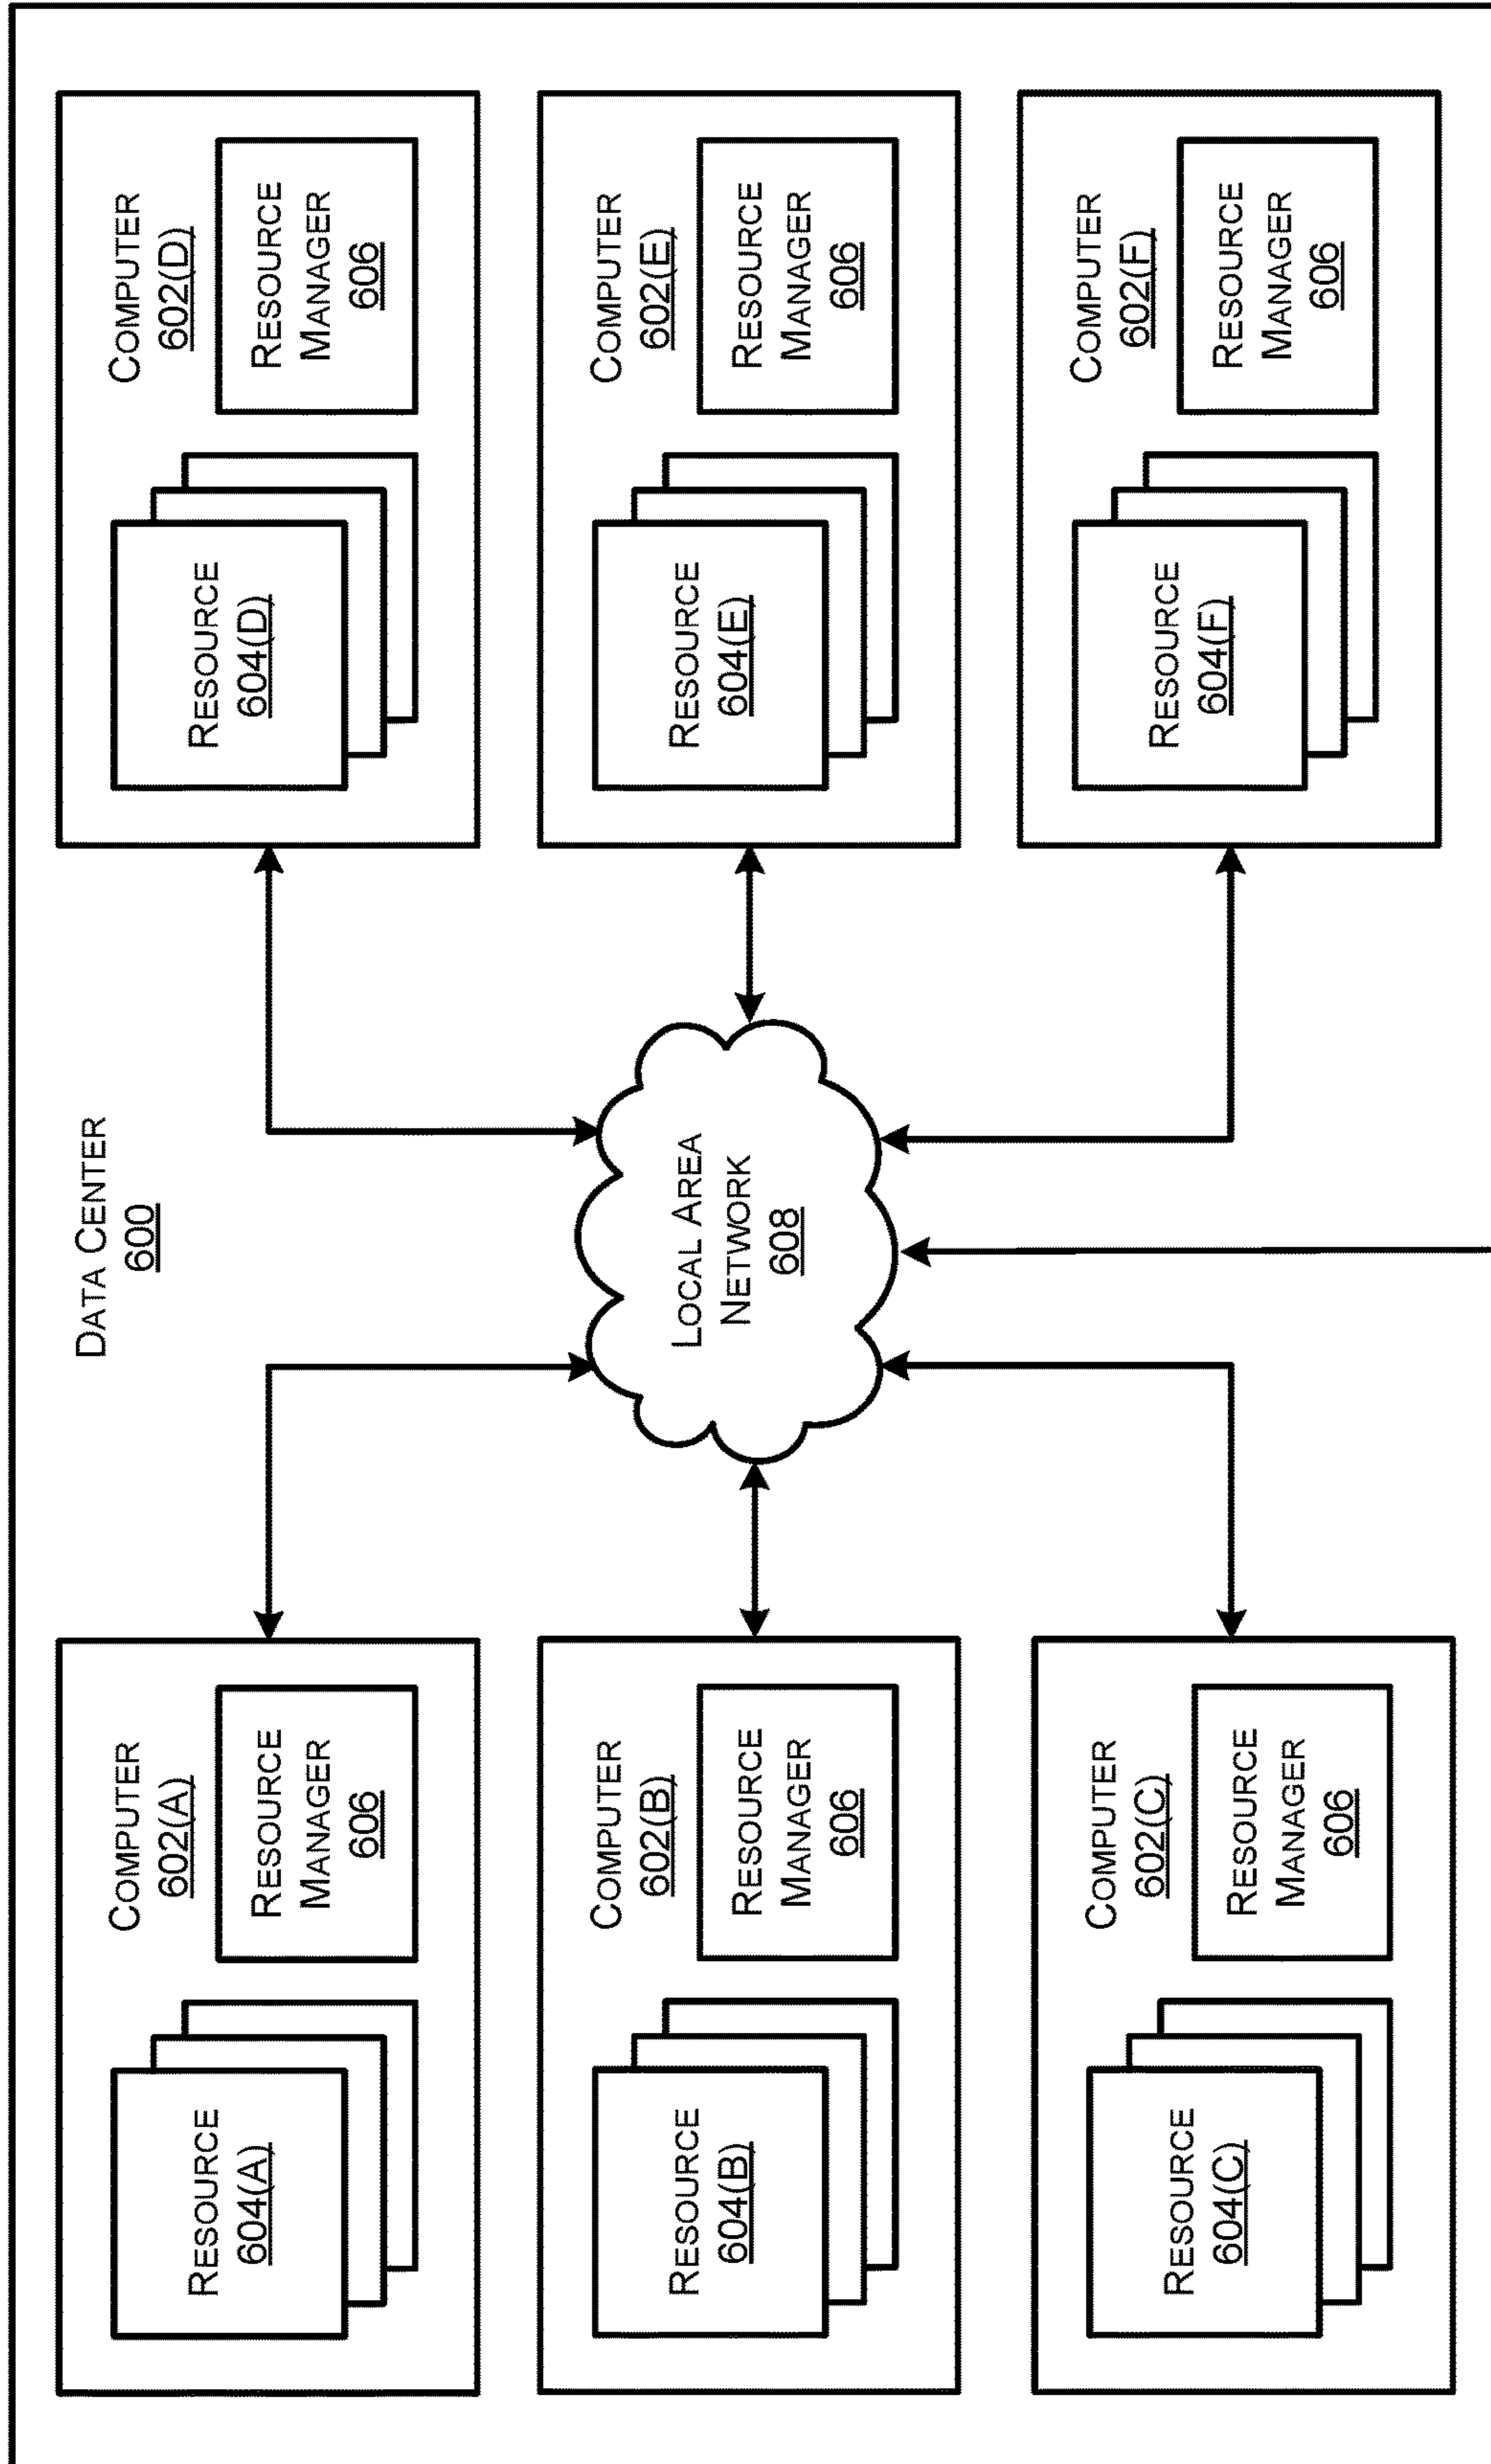 DATA CENTER
600
COMPUTER
602(A)
RESOURCE
604(A)
RESOURCE
MANAGER
606
COMPUTER
602(D)
RESOURCE
604(D)
RESOURCE
MANAGER
606
COMPUTER
602(B)
RESOURCE
604(B)
RESOURCE
MANAGER
606
LOCAL AREA
NETWORK
608
COMPUTER
602(E)
RESOURCE
604(E)
RESOURCE
MANAGER
606
COMPUTER
602(C)
RESOURCE
604(C)
RESOURCE
MANAGER
606
COMPUTER
602(F)
RESOURCE
604(F)
RESOURCE
MANAGER
606